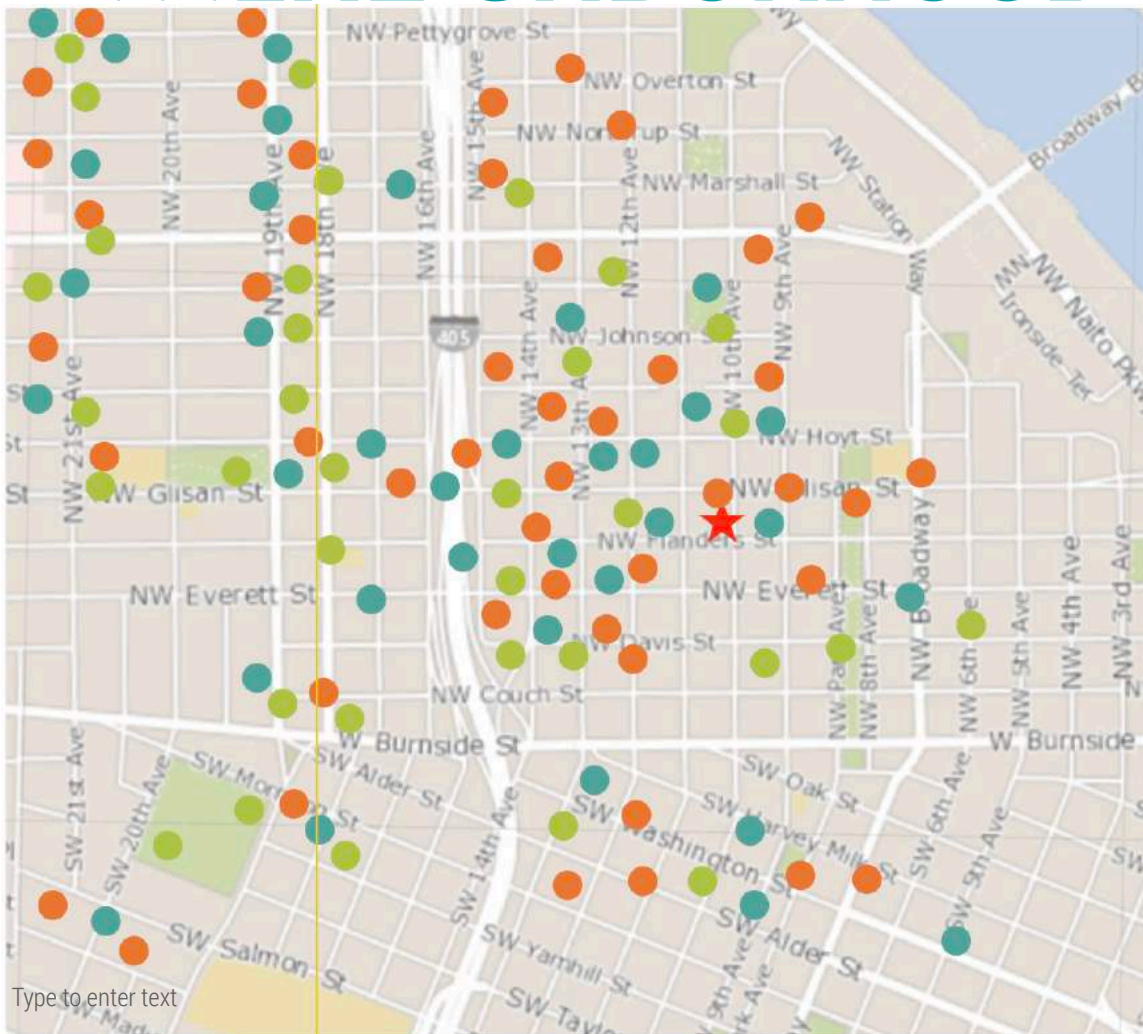 NW Pettygrove St
NW Overton St
NW Northrup St
NW Marshall St
NW Station Way
Broadway
NW Naito Pkwy
NW Ironside Ter
NW 20th Ave
NW 19th Ave
NW 18th Ave
NW 16th Ave
NW 15th Ave
NW 14th Ave
NW 13th A
NW 12th Ave
NW 10th Ave
NW 9th Ave
405
NW Johnson S
NW 21st Ave
NW Hoyt St
St
St
NW Glisan St
NW Glisan St
NW Flanders St
NW Everett St
NW Everett St
NW Broadway
NW Davis St
NW Park Ave
NW 8th Ave
NW 6th Ave
NW 5th Ave
NW 4th Ave
NW 3rd Ave
NW Couch St
W Burnside St
W Burnside
SW 21st Ave
SW 20th Ave
SW Morrison St
SW Alder St
SW 14th Ave
SW Oak St
SW Washington St
SW Harvey Milk St
SW 6th Ave
SW 5th Ave
SW
SW Salmon St
SW Yamhill St
SW Alder St
9th Ave
SW Taylo
Type to enter text
SW Mad